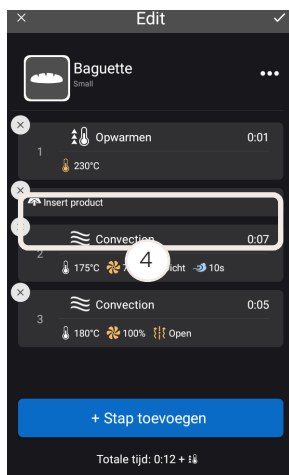 Edit
Baguette
Small
Opwarmen 0:01
1
230°C
Insert product
Convection 0:07
2
175°C icht 10s
4
Convection 0:05
3
180°C 100% Open
+ Stap toevoegen
Totale tijd: 0:12 +